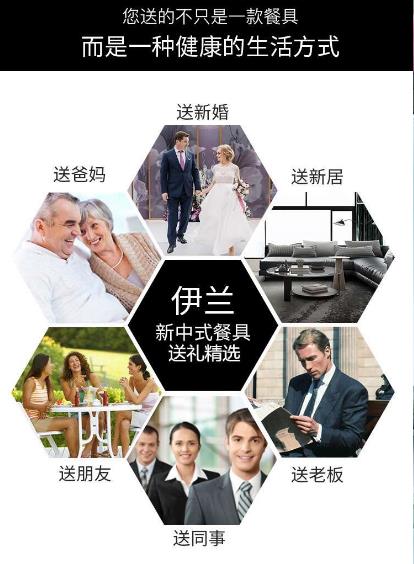 您送的不只是一款餐具
而是一种健康的生活方式
送新婚
送爸妈
送新居
伊兰
新中式餐具
送礼精选
送朋友
送老板
送同事